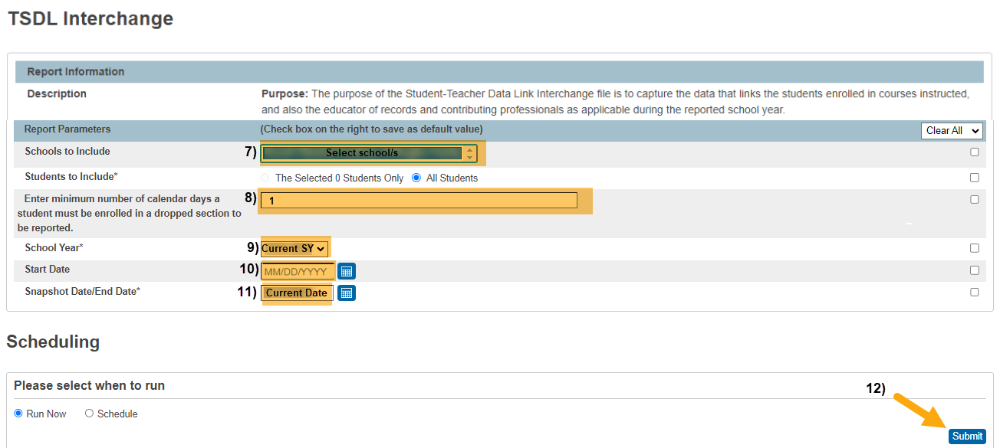 TSDL Interchange
Report Information
Description Purpose: The purpose of the Student-Teacher Data Link Interchange file is to capture the data that links the students enrolled in courses instructed,
and also the educator of records and contributing professionals as applicable during the reported school year.
Report Parameters (Check box on the right to save as default value) Clear All
Schools to Include 7) Select school/s
Students to Include* The Selected 0 Students Only All Students
Enter minimum number of calendar days a 8) 1
student must be enrolled in a dropped section to
be reported.
School Year* 9) Current SY
Start Date 10) MM/DD/YYYY
Snapshot Date/End Date* 11) Current Date
Scheduling
Please select when to run 12)
Run Now Schedule
Submit